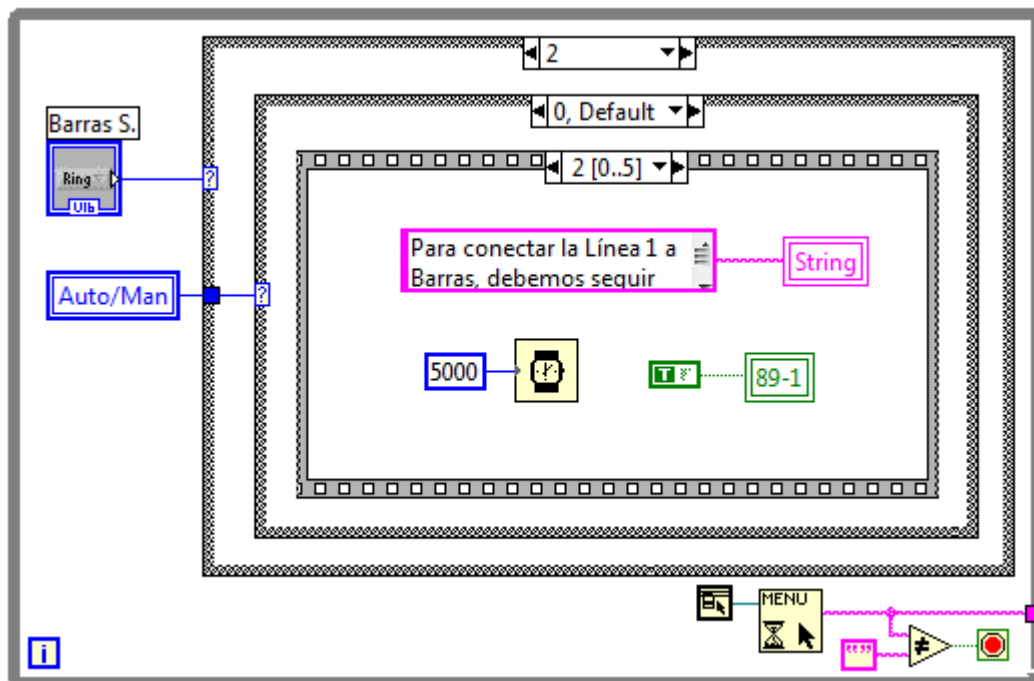 2
0, Default
Barras S.
2 [0..5]
Ring
U16
Para conectar la Línea 1 a
Barras, debemos seguir
String
Auto/Man
5000
T F
89-1
MENU
i